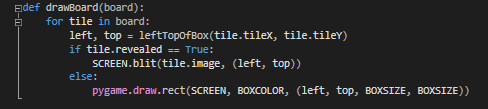 def drawBoard(board):
    for tile in board:
        left, top = leftTopOfBox(tile.tileX, tile.tileY)
        if tile.revealed == True:
            SCREEN.blit(tile.image, (left, top))
        else:
            pygame.draw.rect(SCREEN, BOXCOLOR, (left, top, BOXSIZE, BOXSIZE))